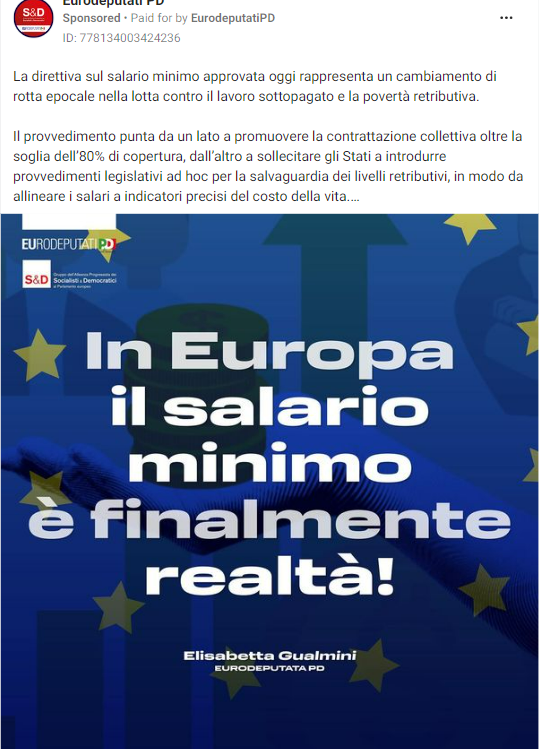 Eurodeputati PD
Sponsored • Paid for by EurodeputatiPD
ID: 778134003424236
La direttiva sul salario minimo approvata oggi rappresenta un cambiamento di
rotta epocale nella lotta contro il lavoro sottopagato e la povertà retributiva.
Il provvedimento punta da un lato a promuovere la contrattazione collettiva oltre la
soglia dell'80% di copertura, dall'altro a sollecitare gli Stati a introdurre
provvedimenti legislativi ad hoc per la salvaguardia dei livelli retributivi, in modo da
allineare i salari a indicatori precisi del costo della vita....
EURODEPUTATI PD
S&D
Gruppo dell'Alleanza Progressista dei
Socialisti & Democratici
al Parlamento europeo
In Europa
il salario
minimo
è finalmente
realtà!
Elisabetta Gualmini
EURODEPUTATA PD